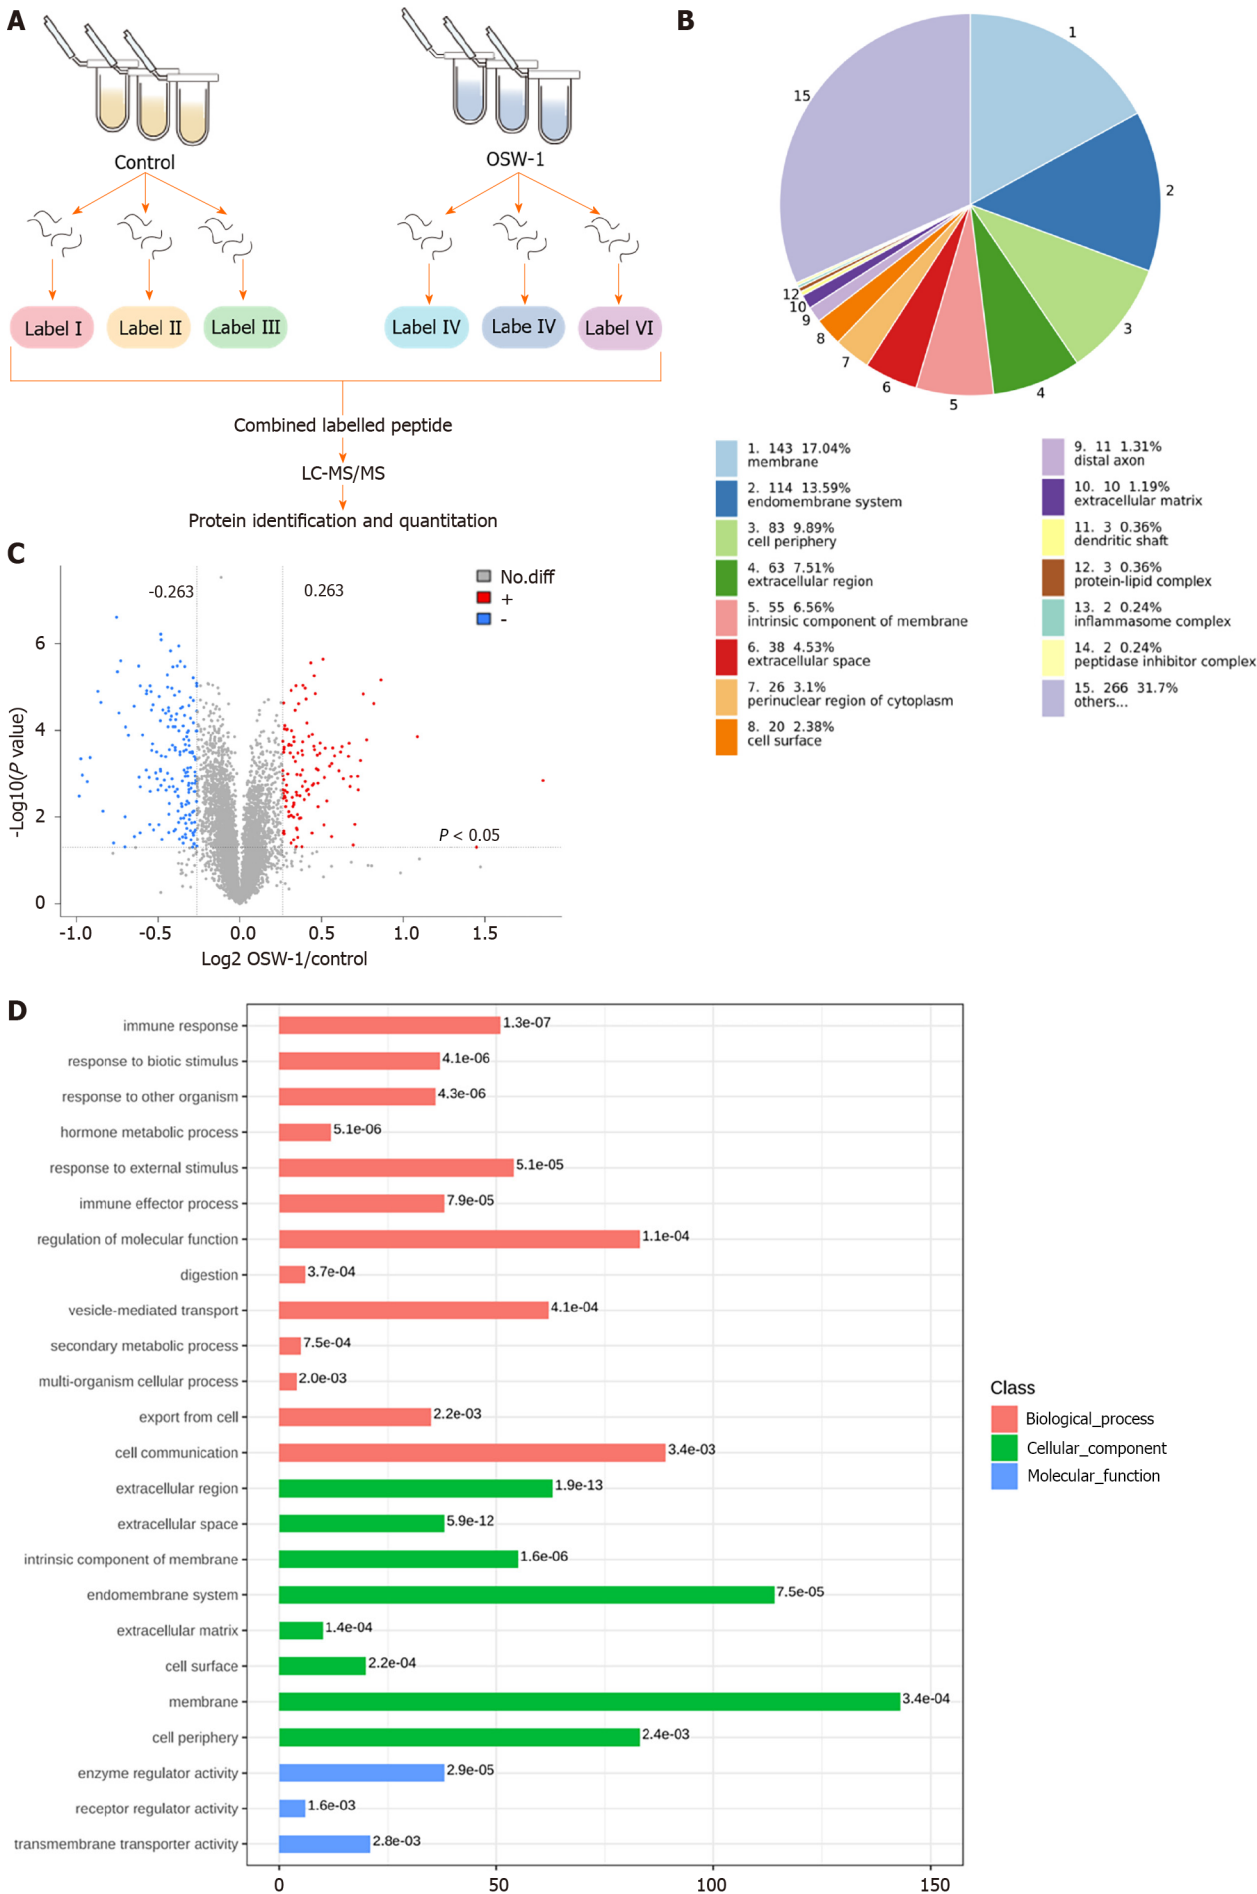 A
Control
OSW-1
Label I
Label II
Label III
Label IV
Labe IV
Label VI
Combined labelled peptide
LC-MS/MS
Protein identification and quantitation
B
1
2
3
4
5
6
7
8
9
10
12
15
1. 143 17.04%
membrane
2. 114 13.59%
endomembrane system
3. 83 9.89%
cell periphery
4. 63 7.51%
extracellular region
5. 55 6.56%
intrinsic component of membrane
6. 38 4.53%
extracellular space
7. 26 3.1%
perinuclear region of cytoplasm
8. 20 2.38%
cell surface
9. 11 1.31%
distal axon
10. 10 1.19%
extracellular matrix
11. 3 0.36%
dendritic shaft
12. 3 0.36%
protein-lipid complex
13. 2 0.24%
inflammasome complex
14. 2 0.24%
peptidase inhibitor complex
15. 266 31.7%
others...
C
-0.263
0.263
No.diff
+
-
P < 0.05
-Log10(P value)
6
4
2
0
-1.0
-0.5
0.0
0.5
1.0
1.5
Log2 OSW-1/control
D
immune response 1.3e-07
response to biotic stimulus 4.1e-06
response to other organism 4.3e-06
hormone metabolic process 5.1e-06
response to external stimulus 5.1e-05
immune effector process 7.9e-05
regulation of molecular function 1.1e-04
digestion 3.7e-04
vesicle-mediated transport 4.1e-04
secondary metabolic process 7.5e-04
multi-organism cellular process 2.0e-03
export from cell 2.2e-03
cell communication 3.4e-03
extracellular region 1.9e-13
extracellular space 5.9e-12
intrinsic component of membrane 1.6e-06
endomembrane system 7.5e-05
extracellular matrix 1.4e-04
cell surface 2.2e-04
membrane 3.4e-04
cell periphery 2.4e-03
enzyme regulator activity 2.9e-05
receptor regulator activity 1.6e-03
transmembrane transporter activity 2.8e-03
0
50
100
150
Class
Biological_process
Cellular_component
Molecular_function